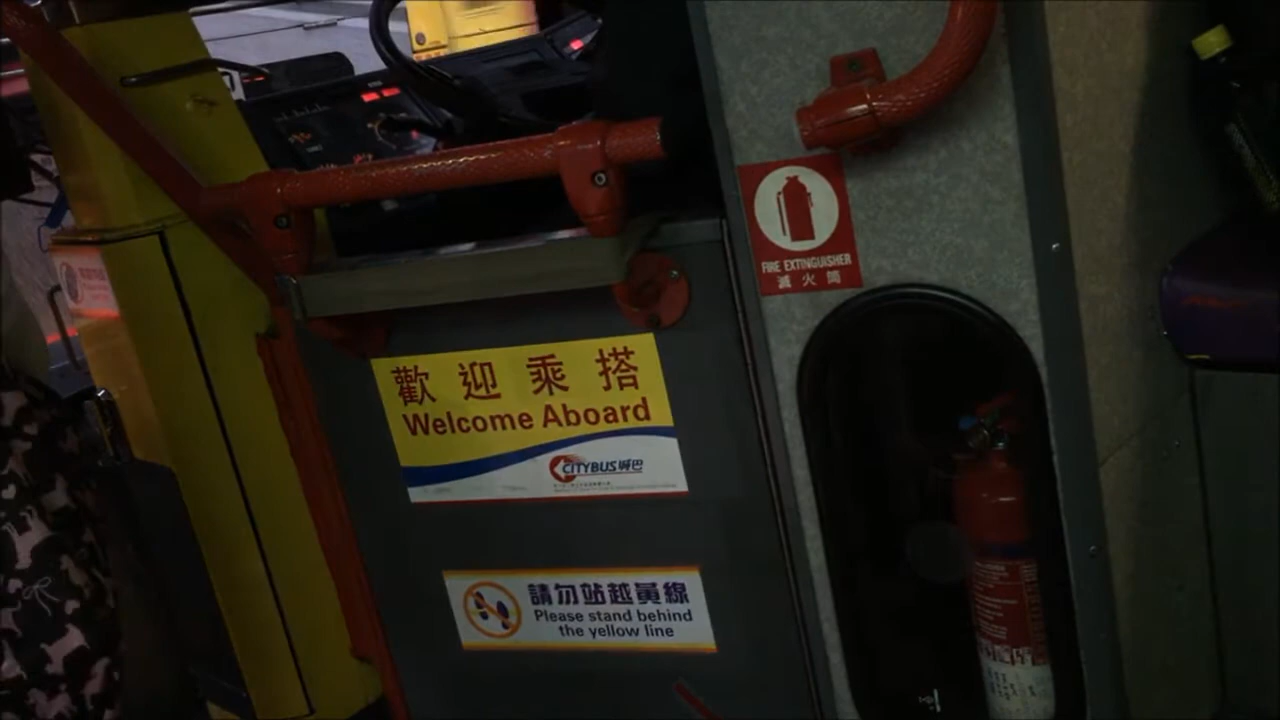 FIRE EXTINGUISHER
滅火筒
歡迎乘搭
Welcome Aboard
CITYBUS 城巴
請勿站越黃線
Please stand behind
the yellow line